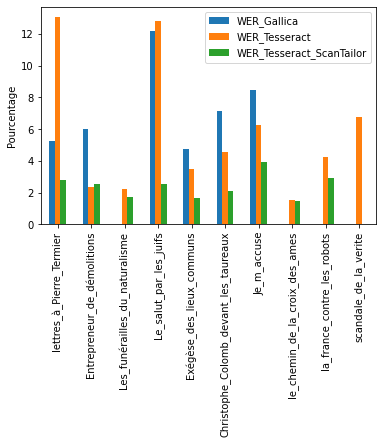 WER_Gallica
WER_Tesseract
WER_Tesseract_ScanTailor
Pourcentage
12
10
8
6
4
2
0
lettres_à_Pierre_Termier
Entrepreneur_de_démolitions
Les_funérailles_du_naturalisme
Le_salut_par_les_juifs
Exégèse_des_lieux_communs
Christophe_Colomb_devant_les_taureaux
Je_m_accuse
le_chemin_de_la_croix_des_ames
la_france_contre_les_robots
scandale_de_la_verite